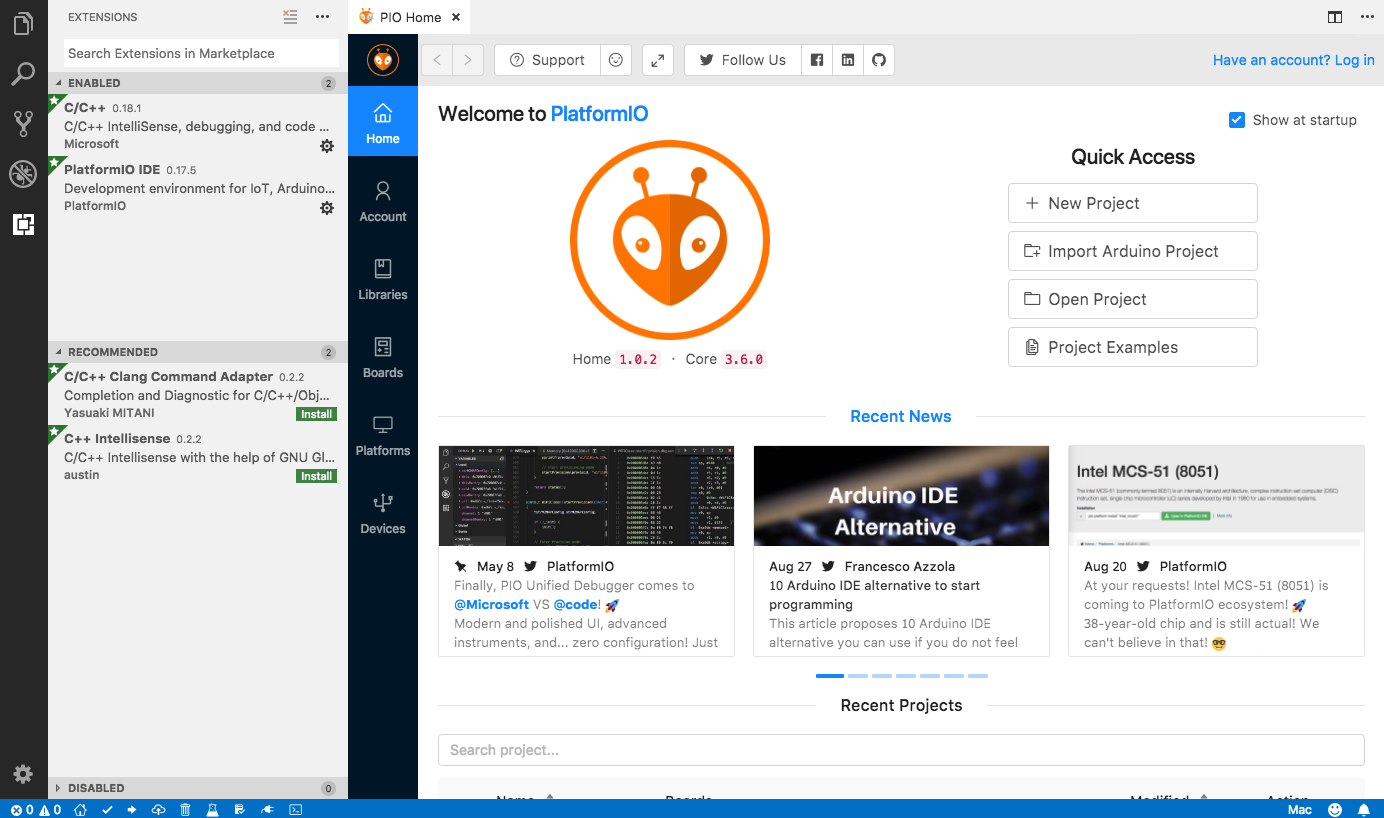 EXTENSIONS
Search Extensions in Marketplace
ENABLED 2
C/C++ 0.18.1
C/C++ IntelliSense, debugging, and code ...
Microsoft
PlatformIO IDE 0.17.5
Development environment for IoT, Arduino...
PlatformIO
RECOMMENDED 2
C/C++ Clang Command Adapter 0.2.2
Completion and Diagnostic for C/C++/Obj...
Yasuaki MITANI Install
C++ Intellisense 0.2.2
C/C++ Intellisense with the help of GNU Gl...
austin Install
DISABLED 0
PIO Home
Support
Follow Us
Have an account? Log in
Home
Account
Libraries
Boards
Platforms
Devices
Welcome to PlatformIO
Show at startup
Home 1.0.2 · Core 3.6.0
Quick Access
New Project
Import Arduino Project
Open Project
Project Examples
Recent News
May 8 PlatformIO
Finally, PIO Unified Debugger comes to
@Microsoft VS @code! 🚀
Modern and polished UI, advanced
instruments, and... zero configuration! Just
Arduino IDE
Alternative
Aug 27 Francesco Azzola
10 Arduino IDE alternative to start
programming
This article proposes 10 Arduino IDE
alternative you can use if you do not feel
Intel MCS-51 (8051)
Aug 20 PlatformIO
At your requests! Intel MCS-51 (8051) is
coming to PlatformIO ecosystem! 🚀
38-year-old chip and is still actual! We
can't believe in that! 🤓
Recent Projects
Search project...
Name Boards Modified Action
0 0 Mac